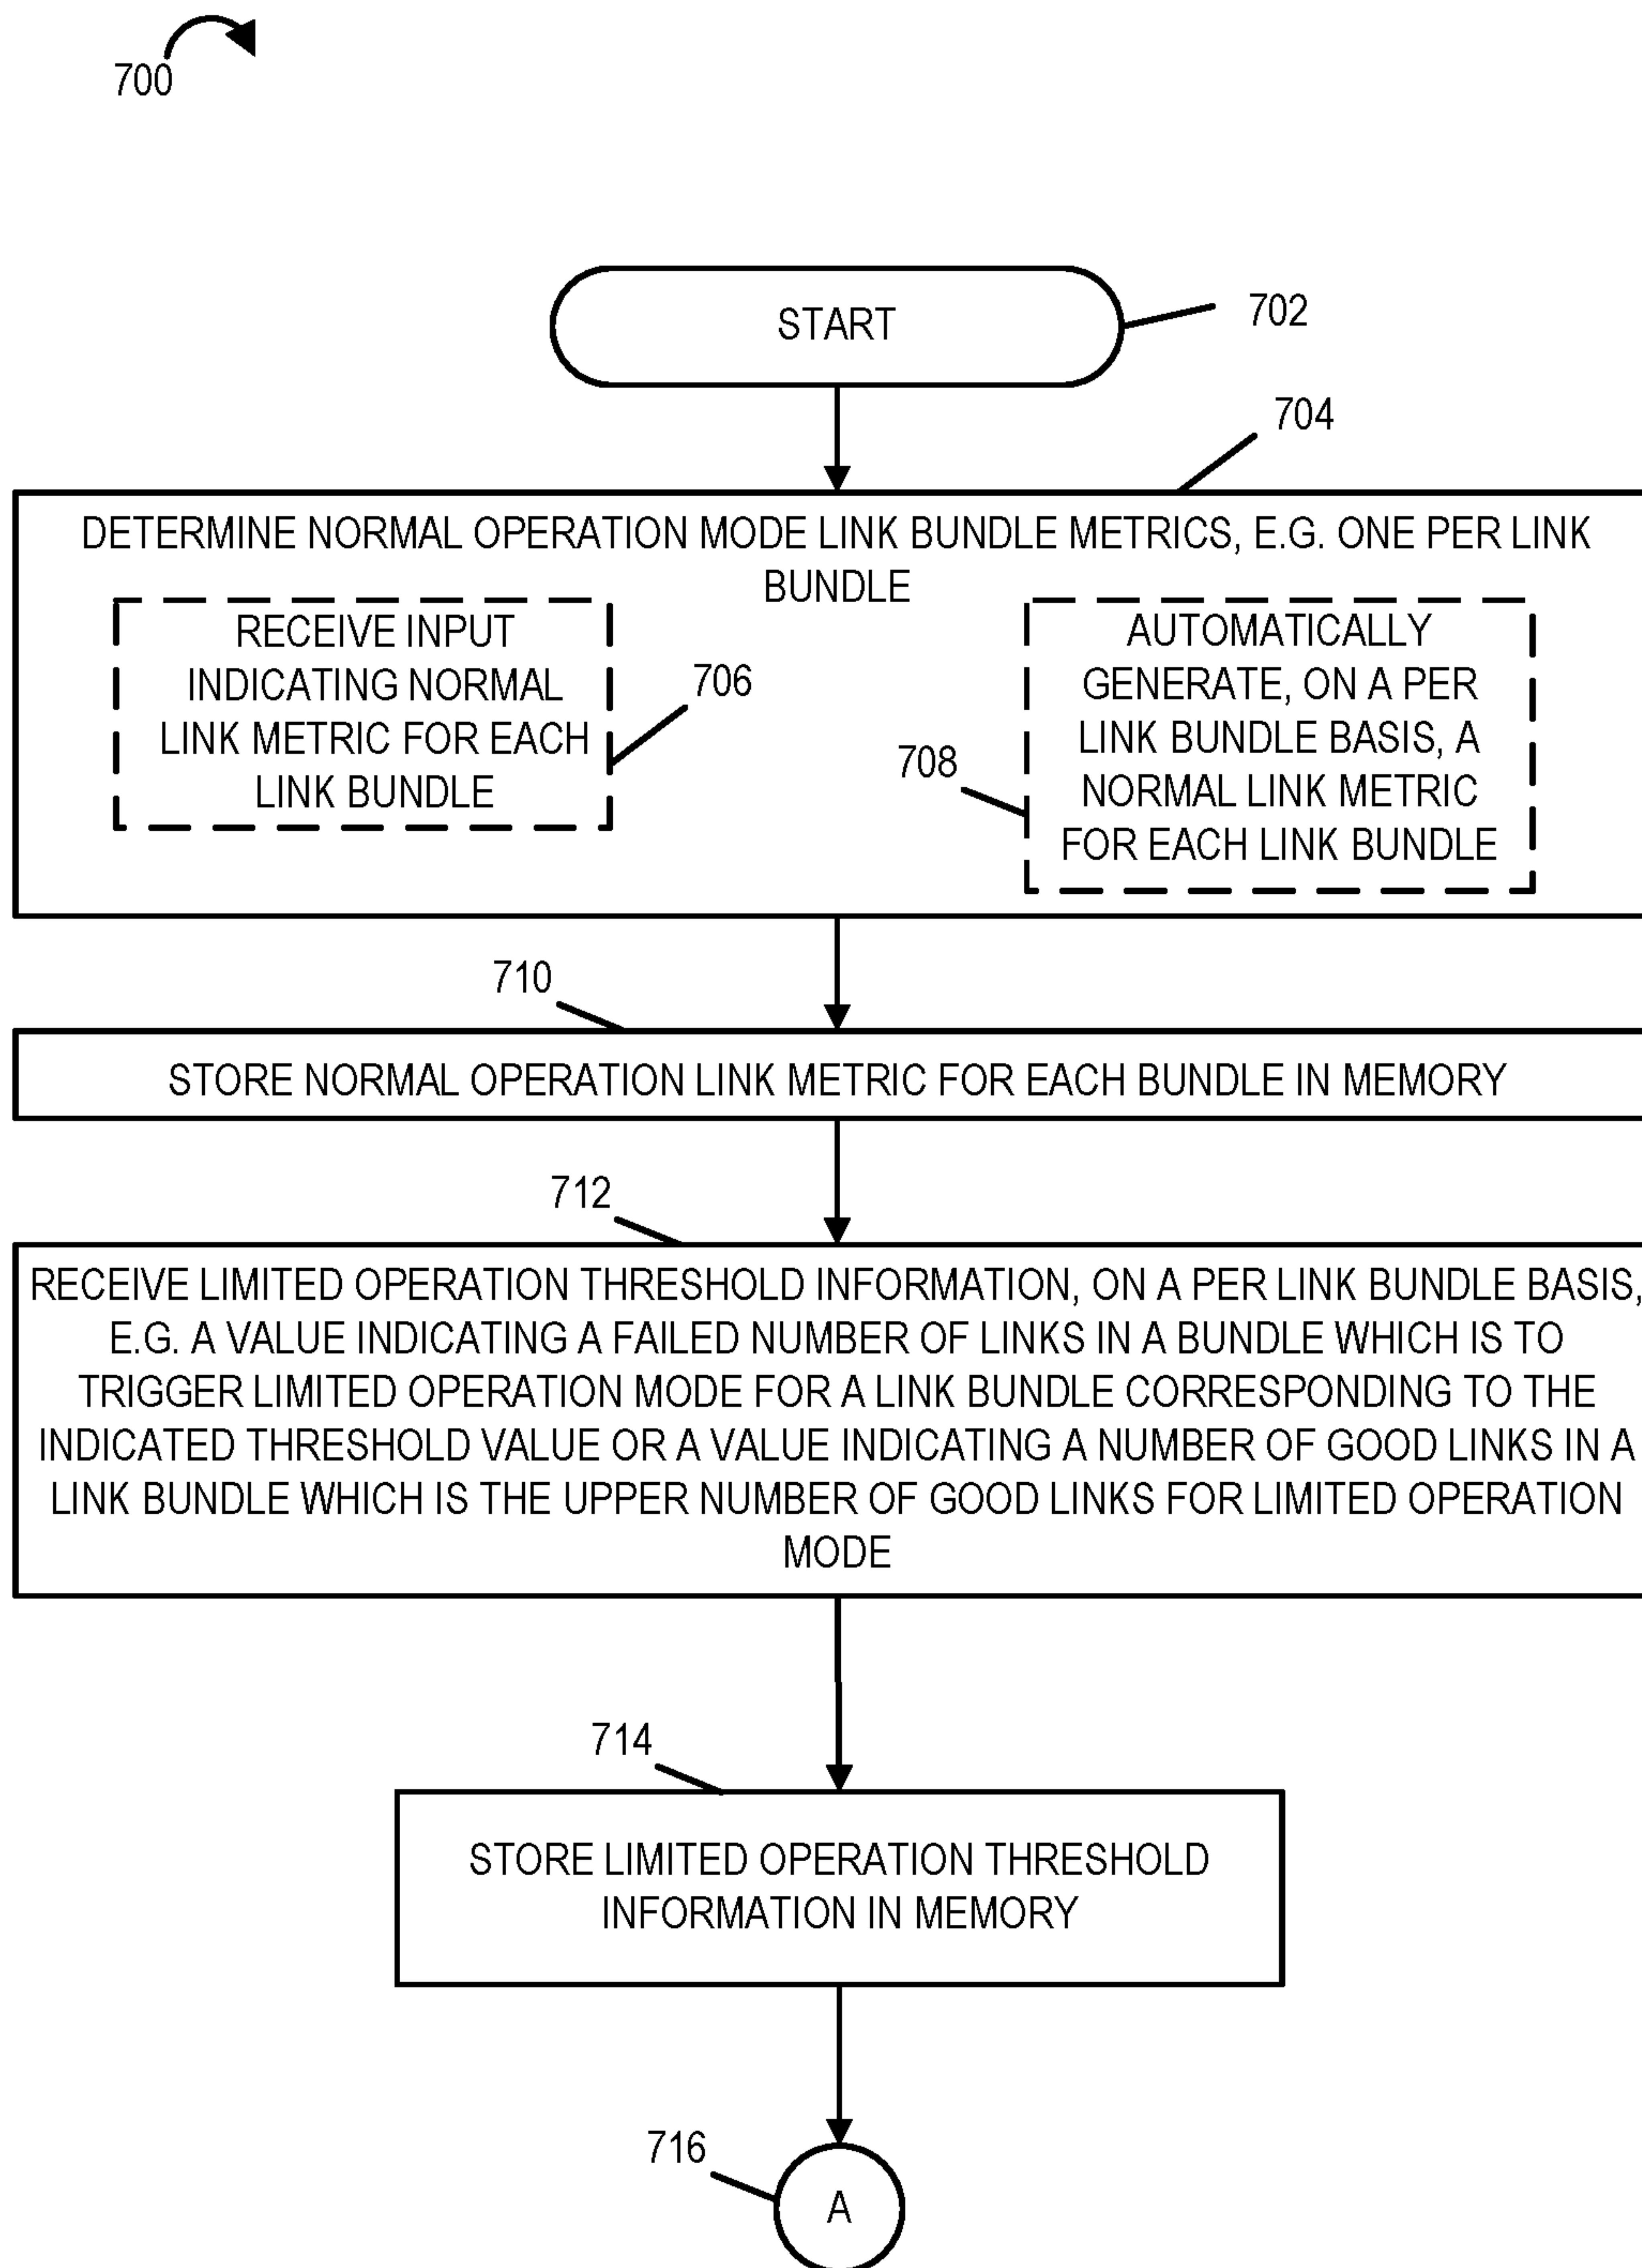 700
START
702
704
DETERMINE NORMAL OPERATION MODE LINK BUNDLE METRICS, E.G. ONE PER LINK
BUNDLE
RECEIVE INPUT
INDICATING NORMAL
LINK METRIC FOR EACH
LINK BUNDLE
706
AUTOMATICALLY
GENERATE, ON A PER
LINK BUNDLE BASIS, A
NORMAL LINK METRIC
FOR EACH LINK BUNDLE
708
710
STORE NORMAL OPERATION LINK METRIC FOR EACH BUNDLE IN MEMORY
712
RECEIVE LIMITED OPERATION THRESHOLD INFORMATION, ON A PER LINK BUNDLE BASIS,
E.G. A VALUE INDICATING A FAILED NUMBER OF LINKS IN A BUNDLE WHICH IS TO
TRIGGER LIMITED OPERATION MODE FOR A LINK BUNDLE CORRESPONDING TO THE
INDICATED THRESHOLD VALUE OR A VALUE INDICATING A NUMBER OF GOOD LINKS IN A
LINK BUNDLE WHICH IS THE UPPER NUMBER OF GOOD LINKS FOR LIMITED OPERATION
MODE
714
STORE LIMITED OPERATION THRESHOLD
INFORMATION IN MEMORY
716
A